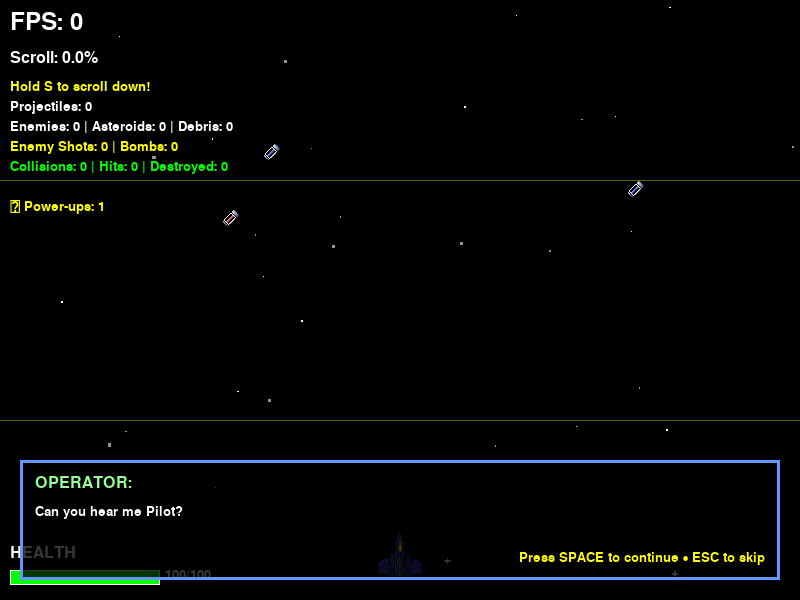 FPS: 0
Scroll: 0.0%
Hold S to scroll down!
Projectiles: 0
Enemies: 0 | Asteroids: 0 | Debris: 0
Enemy Shots: 0 | Bombs: 0
Collisions: 0 | Hits: 0 | Destroyed: 0
Power-ups: 1
OPERATOR:
Can you hear me Pilot?
HEALTH
100/100
Press SPACE to continue • ESC to skip